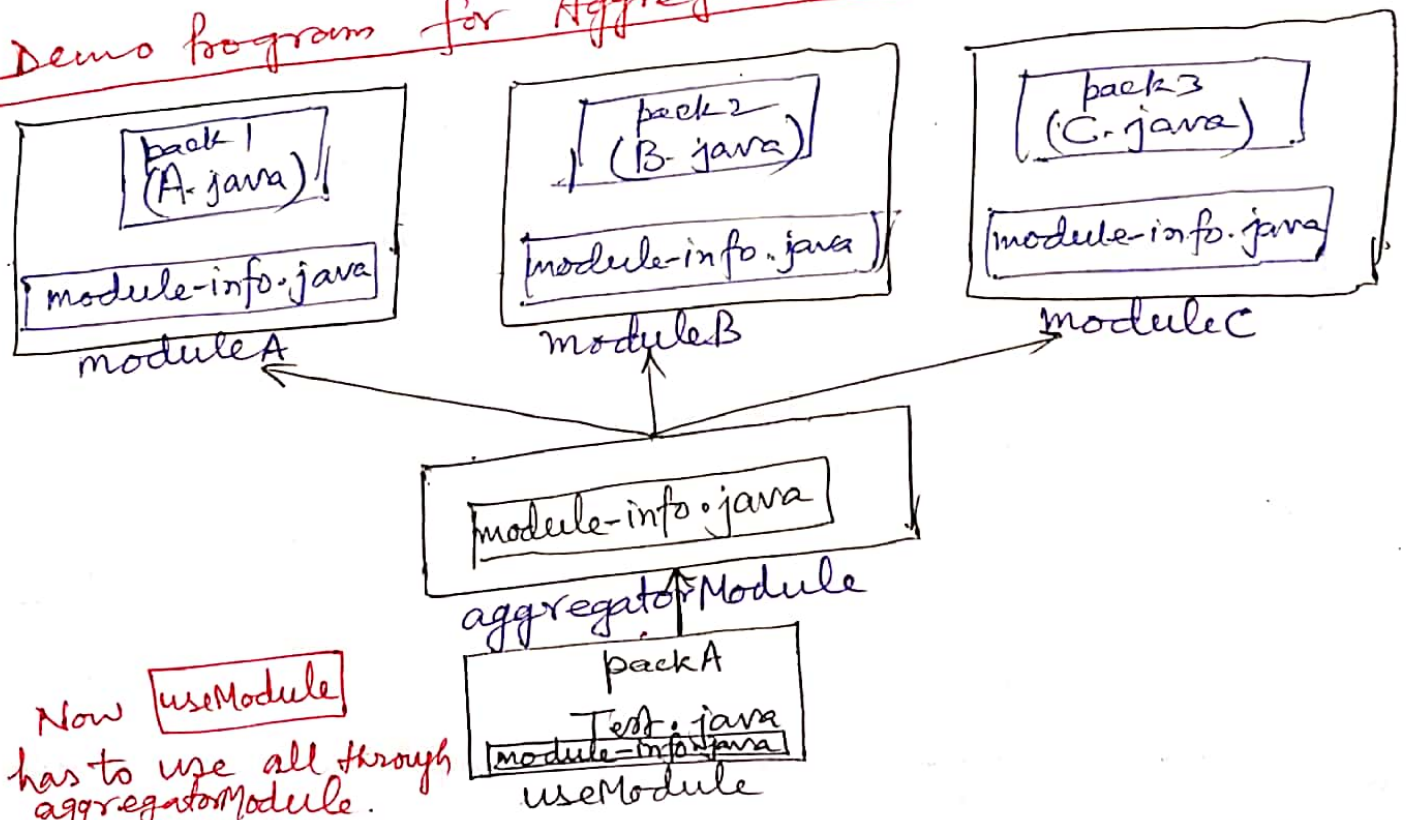 Demo Programs for Aggreg
pack1
(A.java)
module-info.java
moduleA
pack2
(B.java)
module-info.java
moduleB
pack3
(C.java)
module-info.java
moduleC
module-info.java
aggregatorModule
packA
Test.java
module-info.java
useModule
Now useModule
has to use all through
aggregatorModule.